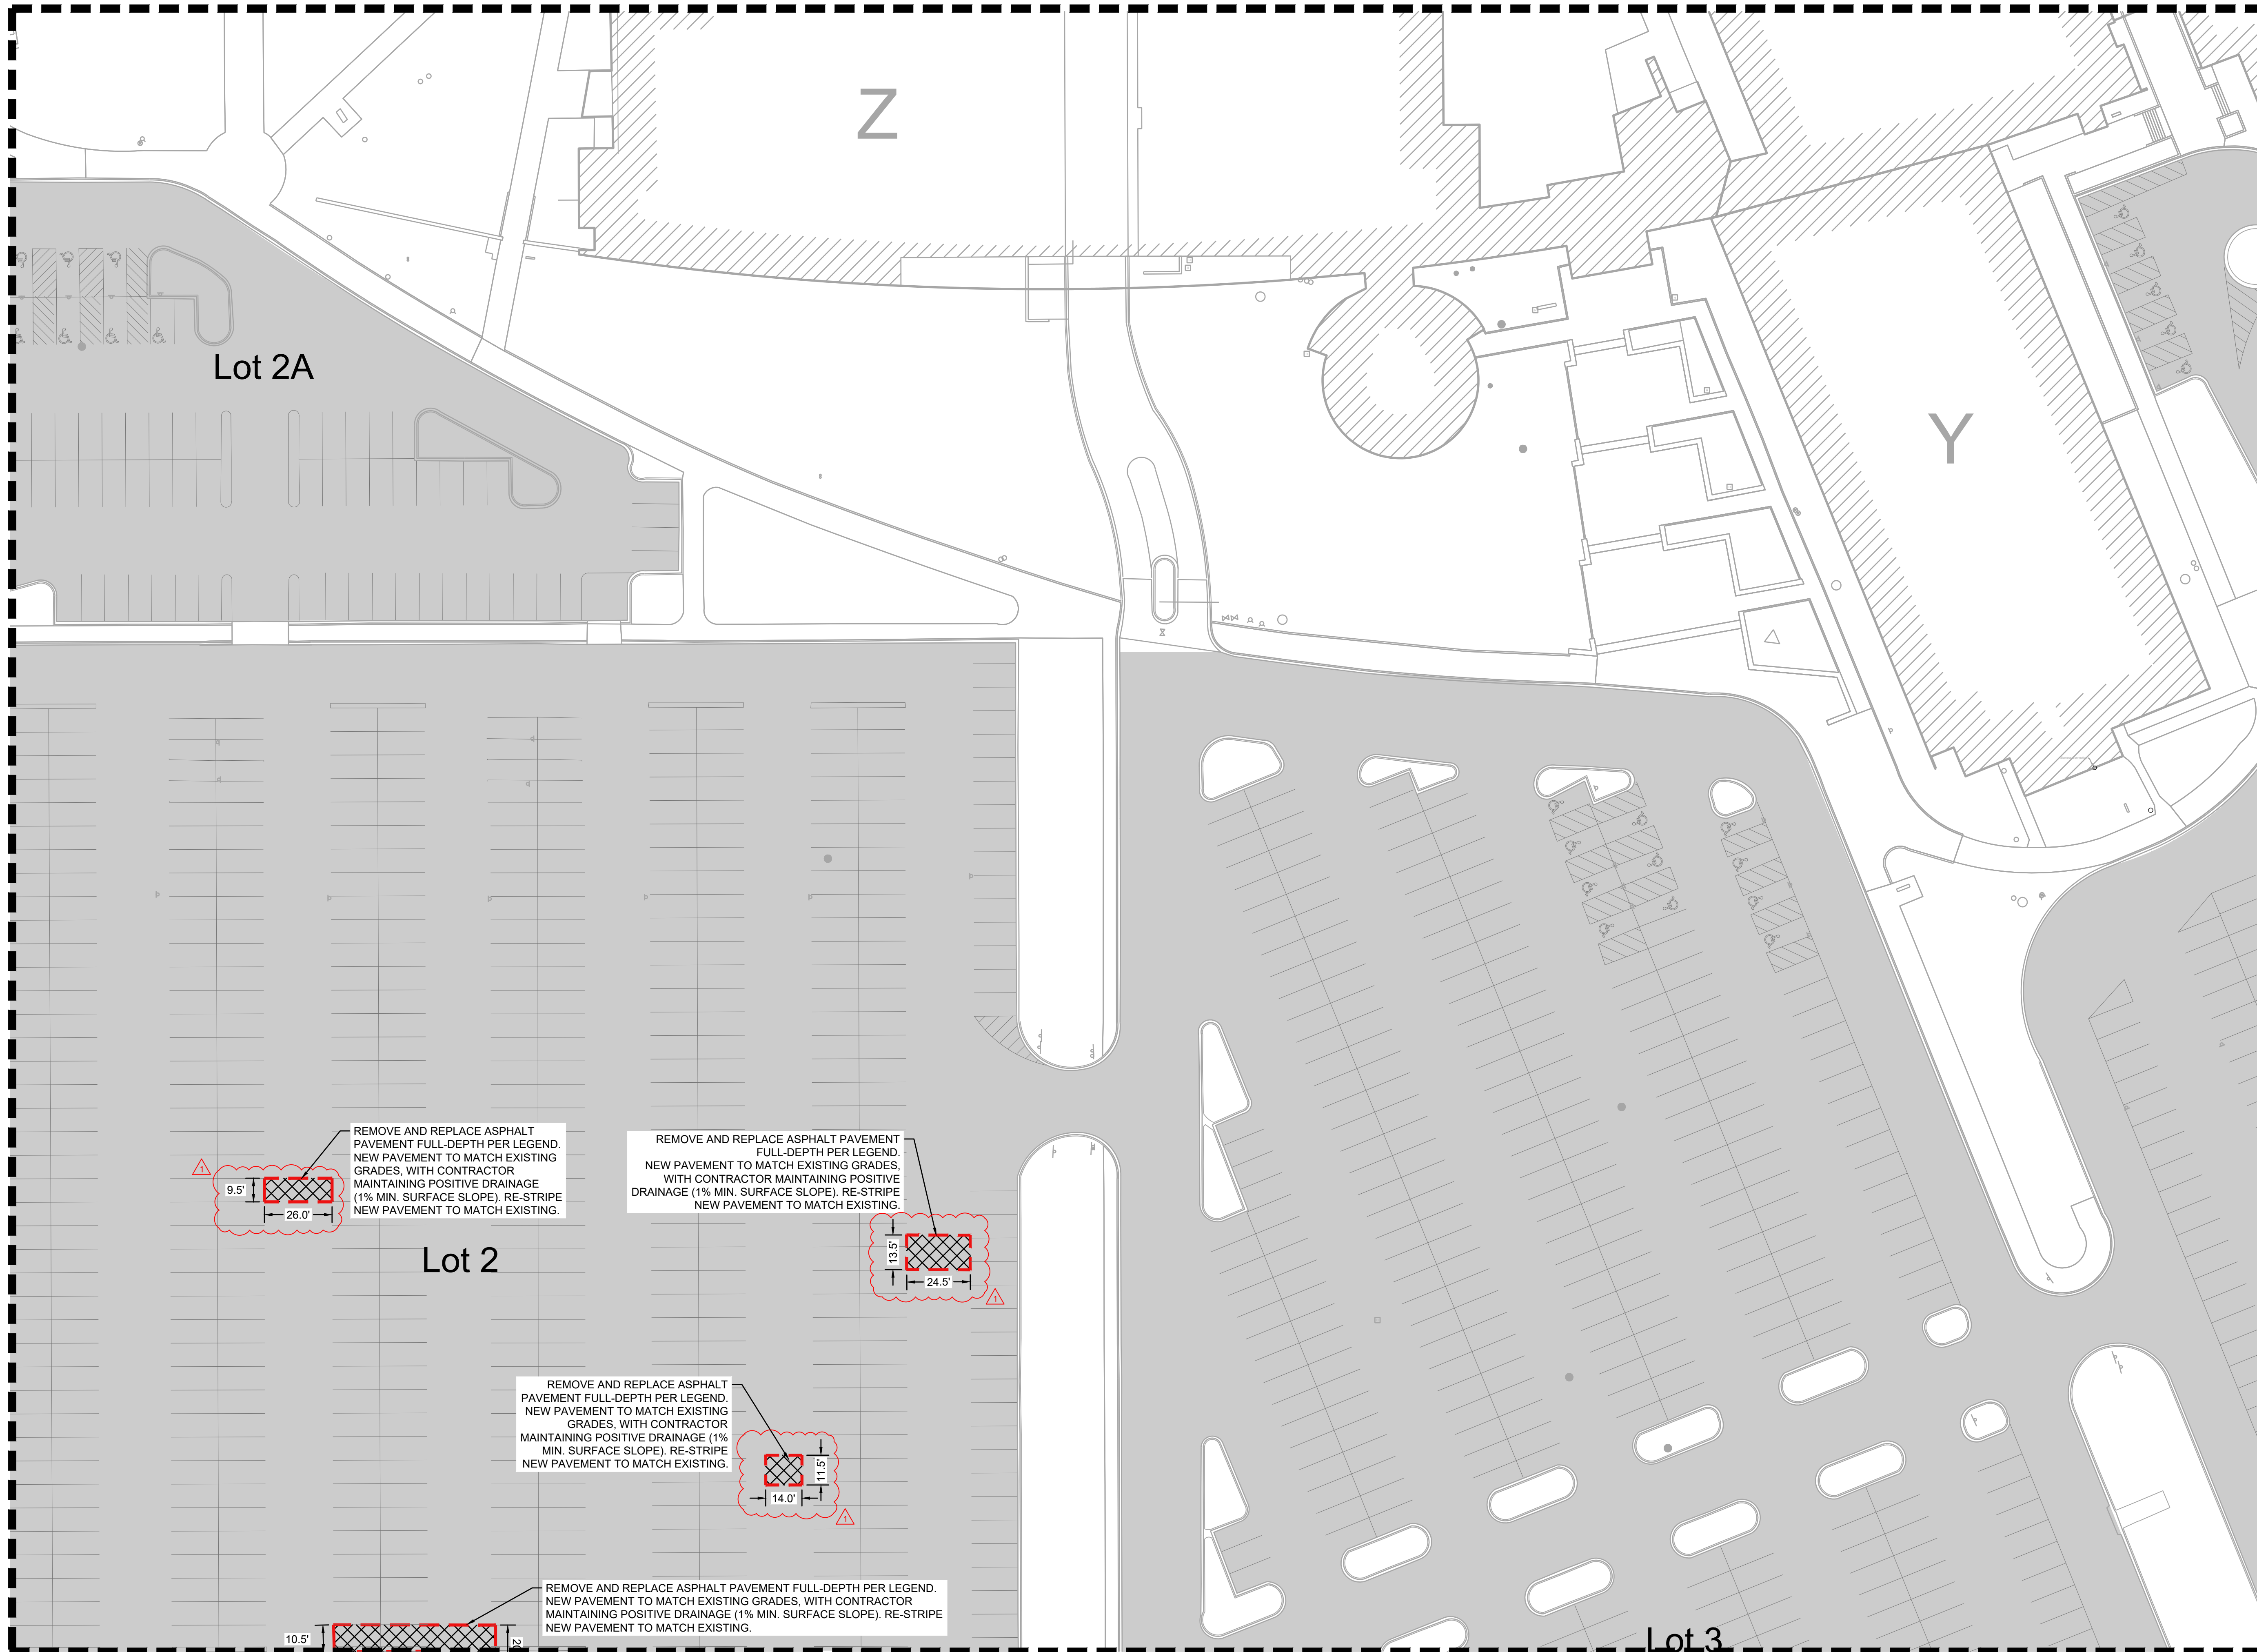 Z
Lot 2A
Y
REMOVE AND REPLACE ASPHALT
PAVEMENT FULL-DEPTH PER LEGEND.
NEW PAVEMENT TO MATCH EXISTING
GRADES, WITH CONTRACTOR
MAINTAINING POSITIVE DRAINAGE
(1% MIN. SURFACE SLOPE). RE-STRIPE
NEW PAVEMENT TO MATCH EXISTING.
1
9.5'
26.0'
REMOVE AND REPLACE ASPHALT PAVEMENT
FULL-DEPTH PER LEGEND.
NEW PAVEMENT TO MATCH EXISTING GRADES,
WITH CONTRACTOR MAINTAINING POSITIVE
DRAINAGE (1% MIN. SURFACE SLOPE). RE-STRIPE
NEW PAVEMENT TO MATCH EXISTING.
13.5'
24.5'
1
Lot 2
REMOVE AND REPLACE ASPHALT
PAVEMENT FULL-DEPTH PER LEGEND.
NEW PAVEMENT TO MATCH EXISTING
GRADES, WITH CONTRACTOR
MAINTAINING POSITIVE DRAINAGE (1%
MIN. SURFACE SLOPE). RE-STRIPE
NEW PAVEMENT TO MATCH EXISTING.
11.5'
14.0'
1
REMOVE AND REPLACE ASPHALT PAVEMENT FULL-DEPTH PER LEGEND.
NEW PAVEMENT TO MATCH EXISTING GRADES, WITH CONTRACTOR
MAINTAINING POSITIVE DRAINAGE (1% MIN. SURFACE SLOPE). RE-STRIPE
NEW PAVEMENT TO MATCH EXISTING.
10.5'
Lot 3